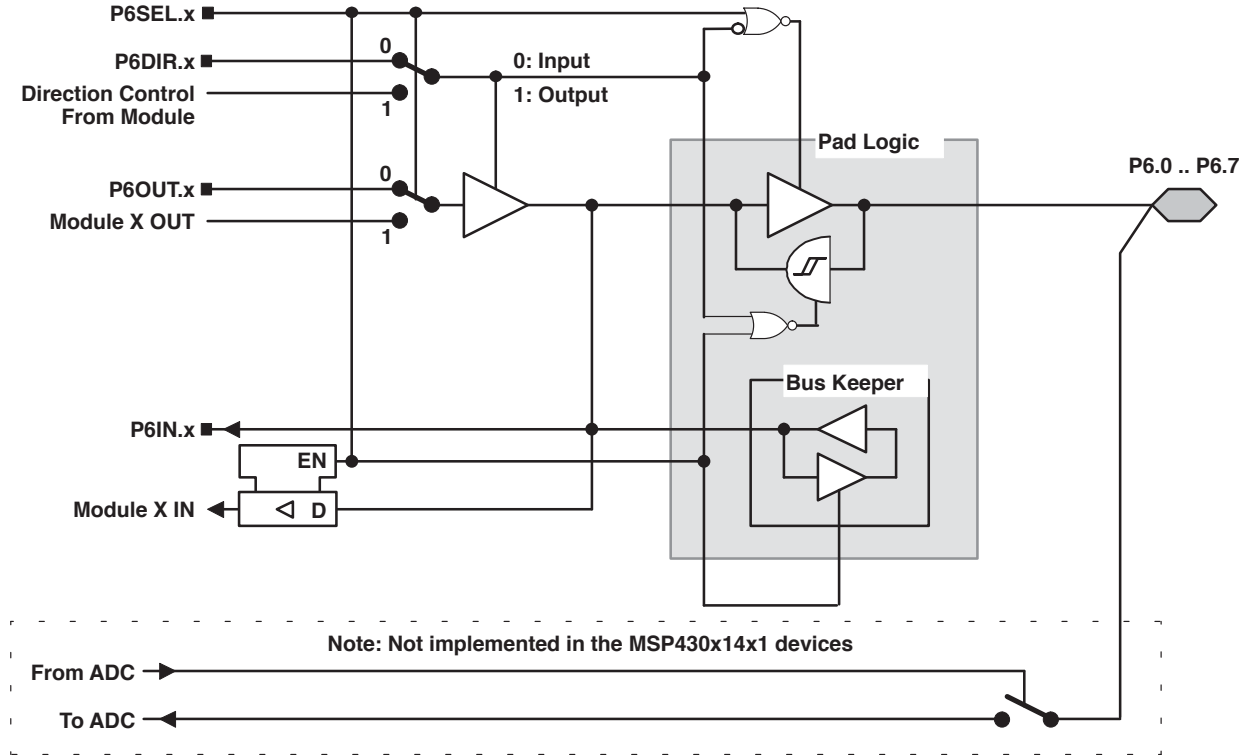 P6SEL.x
P6DIR.x
0
0: Input
Direction Control
From Module
1
1: Output
Pad Logic
P6.0 .. P6.7
P6OUT.x
0
Module X OUT
1
Bus Keeper
P6IN.x
EN
Module X IN
D
Note: Not implemented in the MSP430x14x1 devices
From ADC
To ADC